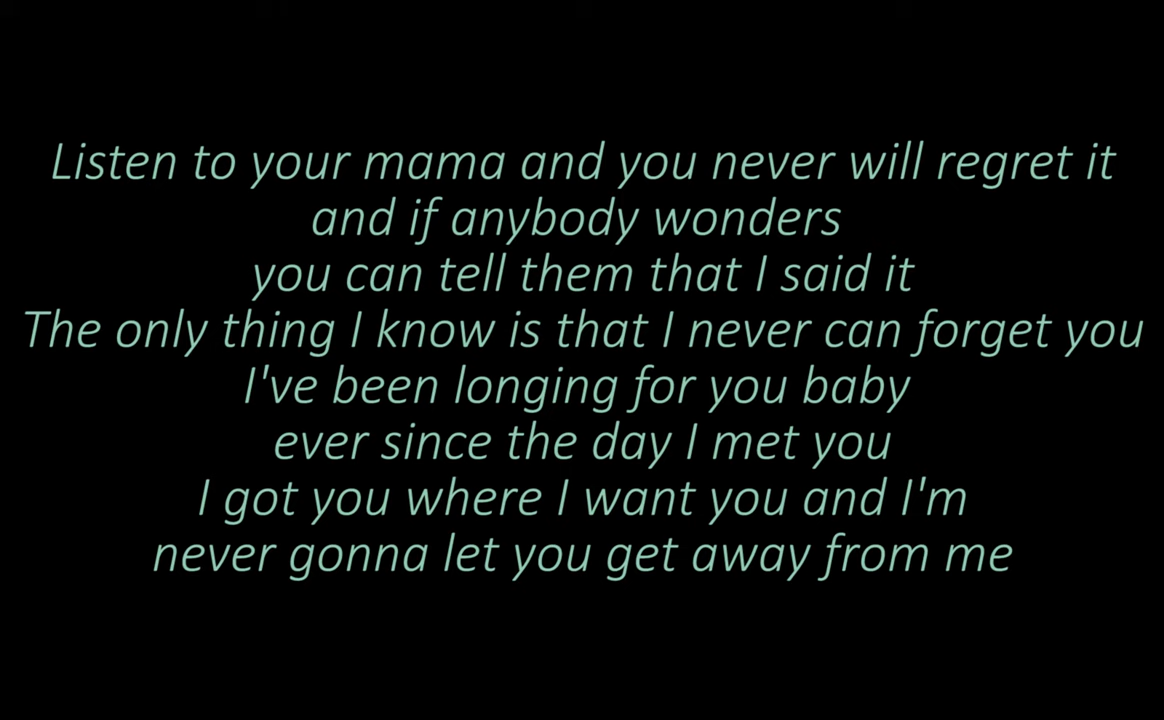 Listen to your mama and you never will regret it
and if anybody wonders
you can tell them that I said it
The only thing I know is that I never can forget you
I've been longing for you baby
ever since the day I met you
I got you where I want you and I'm
never gonna let you get away from me